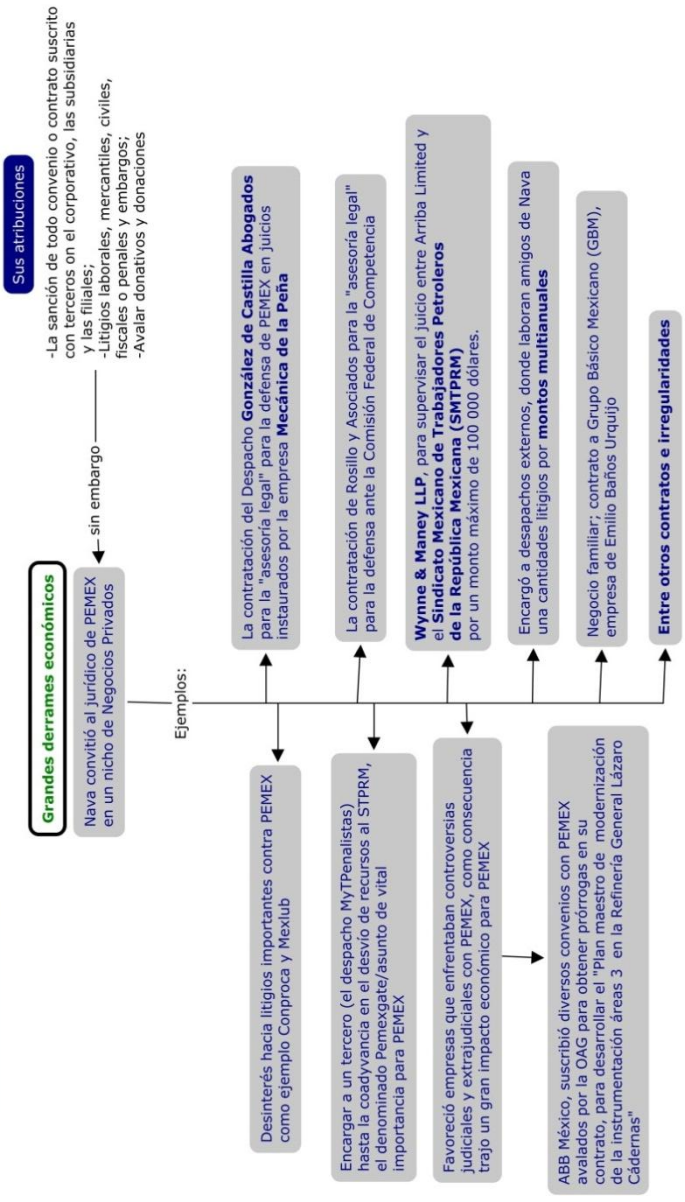 Grandes derrames económicos
Nava convitió al jurídico de PEMEX
en un nicho de Negocios Privados
sin embargo
Sus atribuciones
-La sanción de todo convenio o contrato suscrito
con terceros on el corporativo, las subsidiarias
y las filiales;
-Litigios laborales, mercantiles, civiles,
fiscales o penales y embargos;
-Avalar donativos y donaciones
Ejemplos:
Desinterés hacia litigios importantes contra PEMEX
como ejemplo Conproca y Mexlub
Encargar a un tercero (el despacho MyTPenalistas)
hasta la coadyvancia en el desvío de recursos al STPRM,
el denominado Pemexgate/asunto de vital
importancia para PEMEX
Favoreció empresas que enfrentaban controversias
judiciales y extrajudiciales con PEMEX, como consecuencia
trajo un gran impacto económico para PEMEX
ABB México, suscribió diversos convenios con PEMEX
avalados por la OAG para obtener prórrogas en su
contrato, para desarrollar el "Plan maestro de modernización
de la instrumentación áreas 3 en la Refinería General Lázaro
Cádernas"
La contratación del Despacho González de Castilla Abogados
para la "asesoría legal" para la defensa de PEMEX en juicios
instaurados por la empresa Mecánica de la Peña
La contratación de Rosillo y Asociados para la "asesoría legal"
para la defensa ante la Comisión Federal de Competencia
Wynne & Maney LLP, para supervisar el juicio entre Arriba Limited y
el Sindicato Mexicano de Trabajadores Petroleros
de la República Mexicana (SMTPRM)
por un monto máximo de 100 000 dólares.
Encargó a desapachos externos, donde laboran amigos de Nava
una cantidades litigios por montos multianuales
Negocio familiar; contrato a Grupo Básico Mexicano (GBM),
empresa de Emilio Baños Urquijo
Entre otros contratos e irregularidades